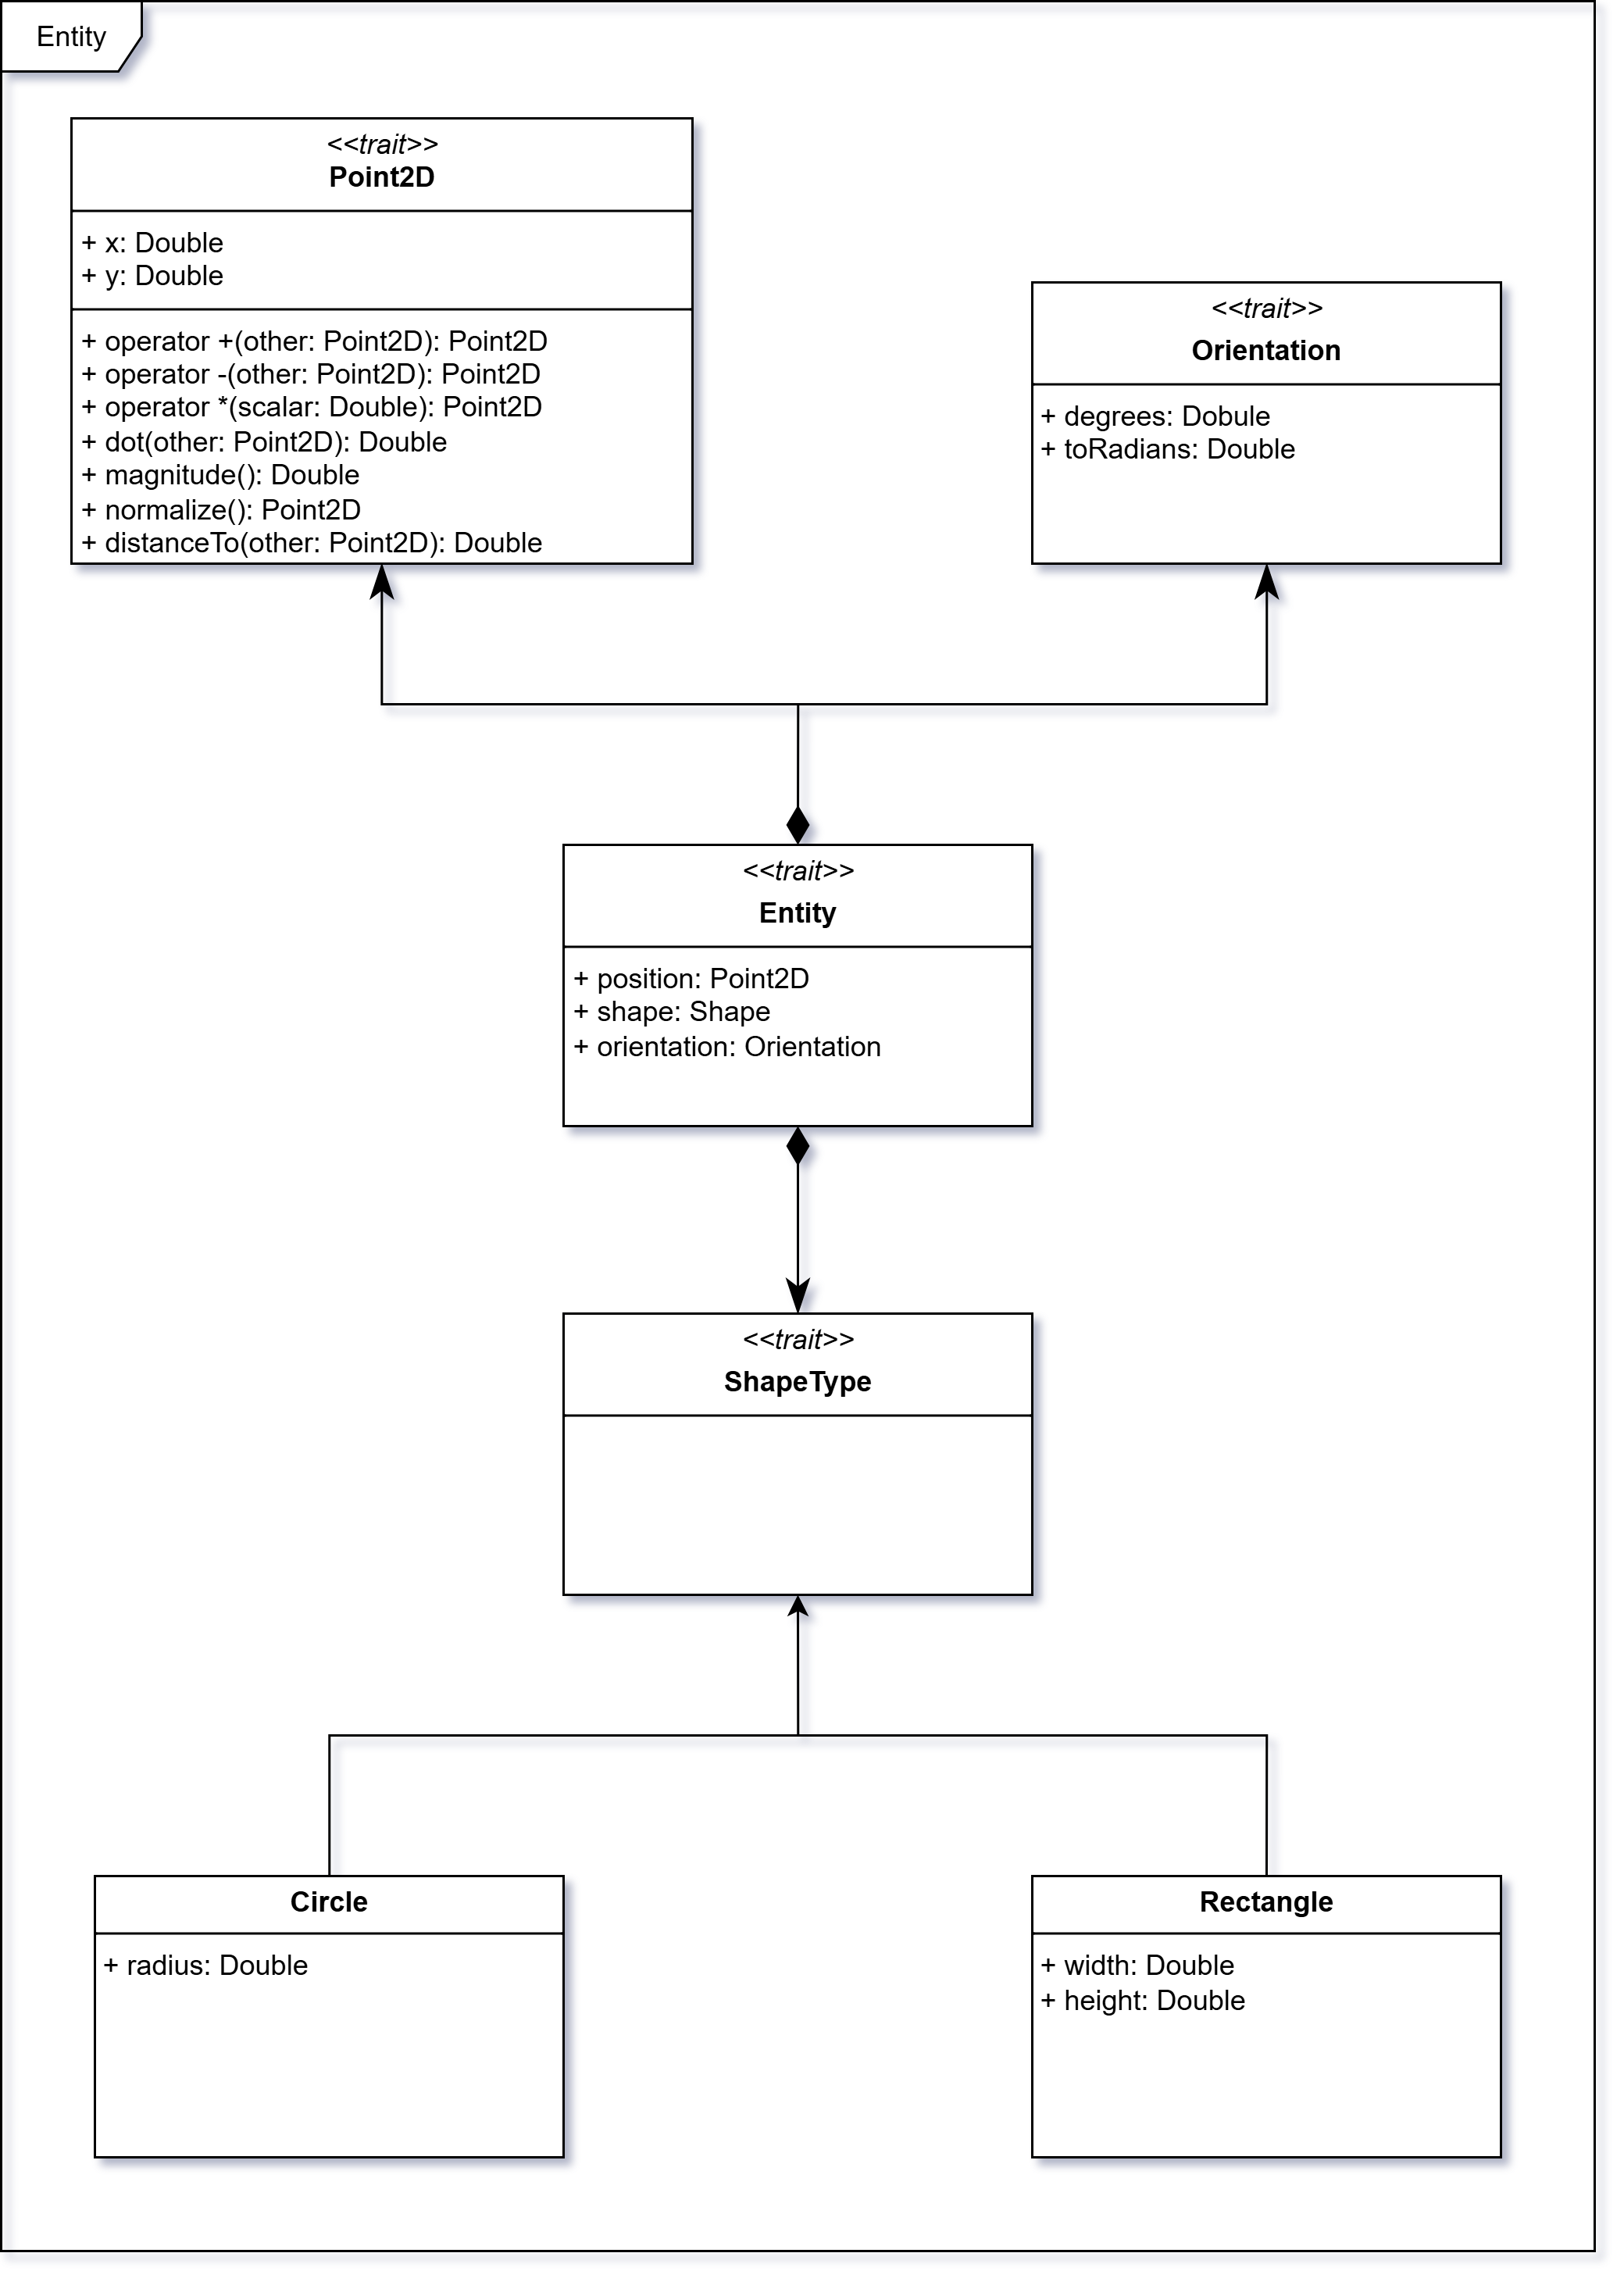 Entity
<<trait>>
Point2D
+ x: Double
+ y: Double
+ operator +(other: Point2D): Point2D
+ operator -(other: Point2D): Point2D
+ operator *(scalar: Double): Point2D
+ dot(other: Point2D): Double
+ magnitude(): Double
+ normalize(): Point2D
+ distanceTo(other: Point2D): Double
<<trait>>
Orientation
+ degrees: Dobule
+ toRadians: Double
<<trait>>
Entity
+ position: Point2D
+ shape: Shape
+ orientation: Orientation
<<trait>>
ShapeType
Circle
+ radius: Double
Rectangle
+ width: Double
+ height: Double